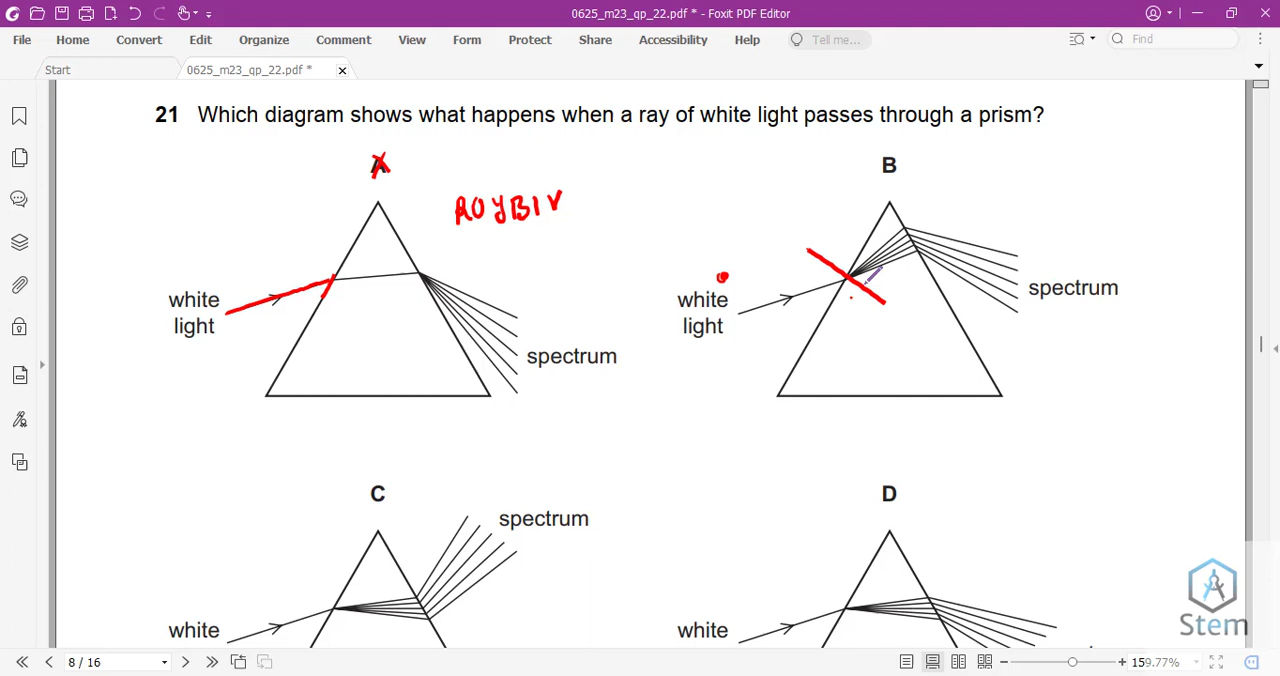 0625_m23_qp_22.pdf * - Foxit PDF Editor
File Home Convert Edit Organize Comment View Form Protect Share Accessibility Help Tell me... Find
Start 0625_m23_qp_22.pdf *
21 Which diagram shows what happens when a ray of white light passes through a prism?
A
B
ROYBIV
white
light
spectrum
white
light
spectrum
C
D
spectrum
white
white
Stem
8 / 16
159.77%